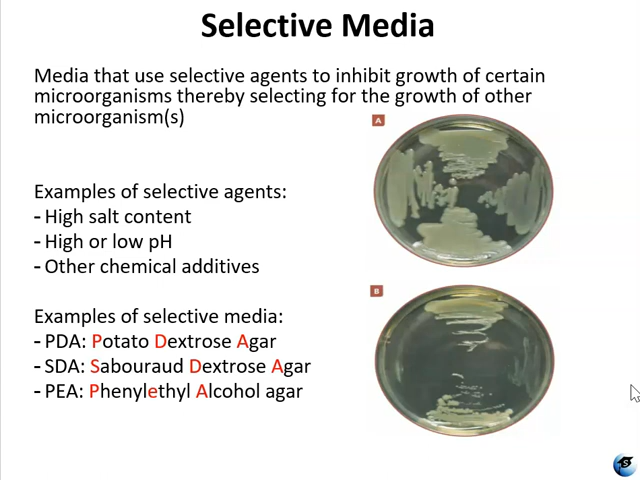 Selective Media
Media that use selective agents to inhibit growth of certain
microorganisms thereby selecting for the growth of other
microorganism(s)
A
Examples of selective agents:
- High salt content
- High or low pH
- Other chemical additives
B
Examples of selective media:
- PDA: Potato Dextrose Agar
- SDA: Sabouraud Dextrose Agar
- PEA: Phenylethyl Alcohol agar
S